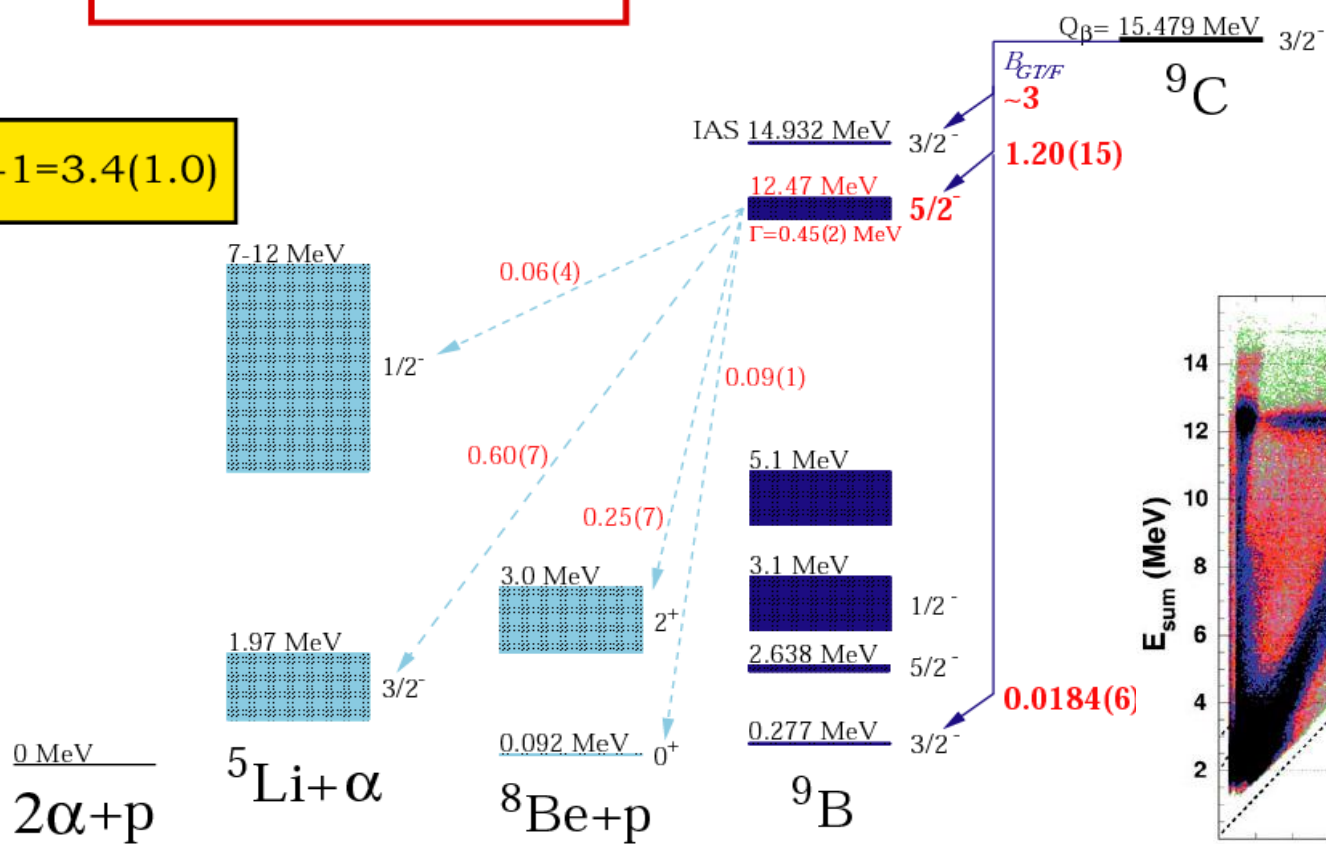 Qβ= 15.479 MeV 3/2⁻
⁹C
B GT/F
~3
IAS 14.932 MeV 3/2⁻
1.20(15)
-1=3.4(1.0)
12.47 MeV
5/2⁻
Γ=0.45(2) MeV
7-12 MeV
0.06(4)
1/2⁻
0.09(1)
0.60(7)
5.1 MeV
0.25(7)
3.0 MeV
2⁺
3.1 MeV
1/2⁻
1.97 MeV
3/2⁻
2.638 MeV 5/2⁻
0.0184(6)
0 MeV
0.092 MeV 0⁺
0.277 MeV 3/2⁻
2α+p
⁵Li+α
⁸Be+p
⁹B
E sum (MeV)
14
12
10
8
6
4
2